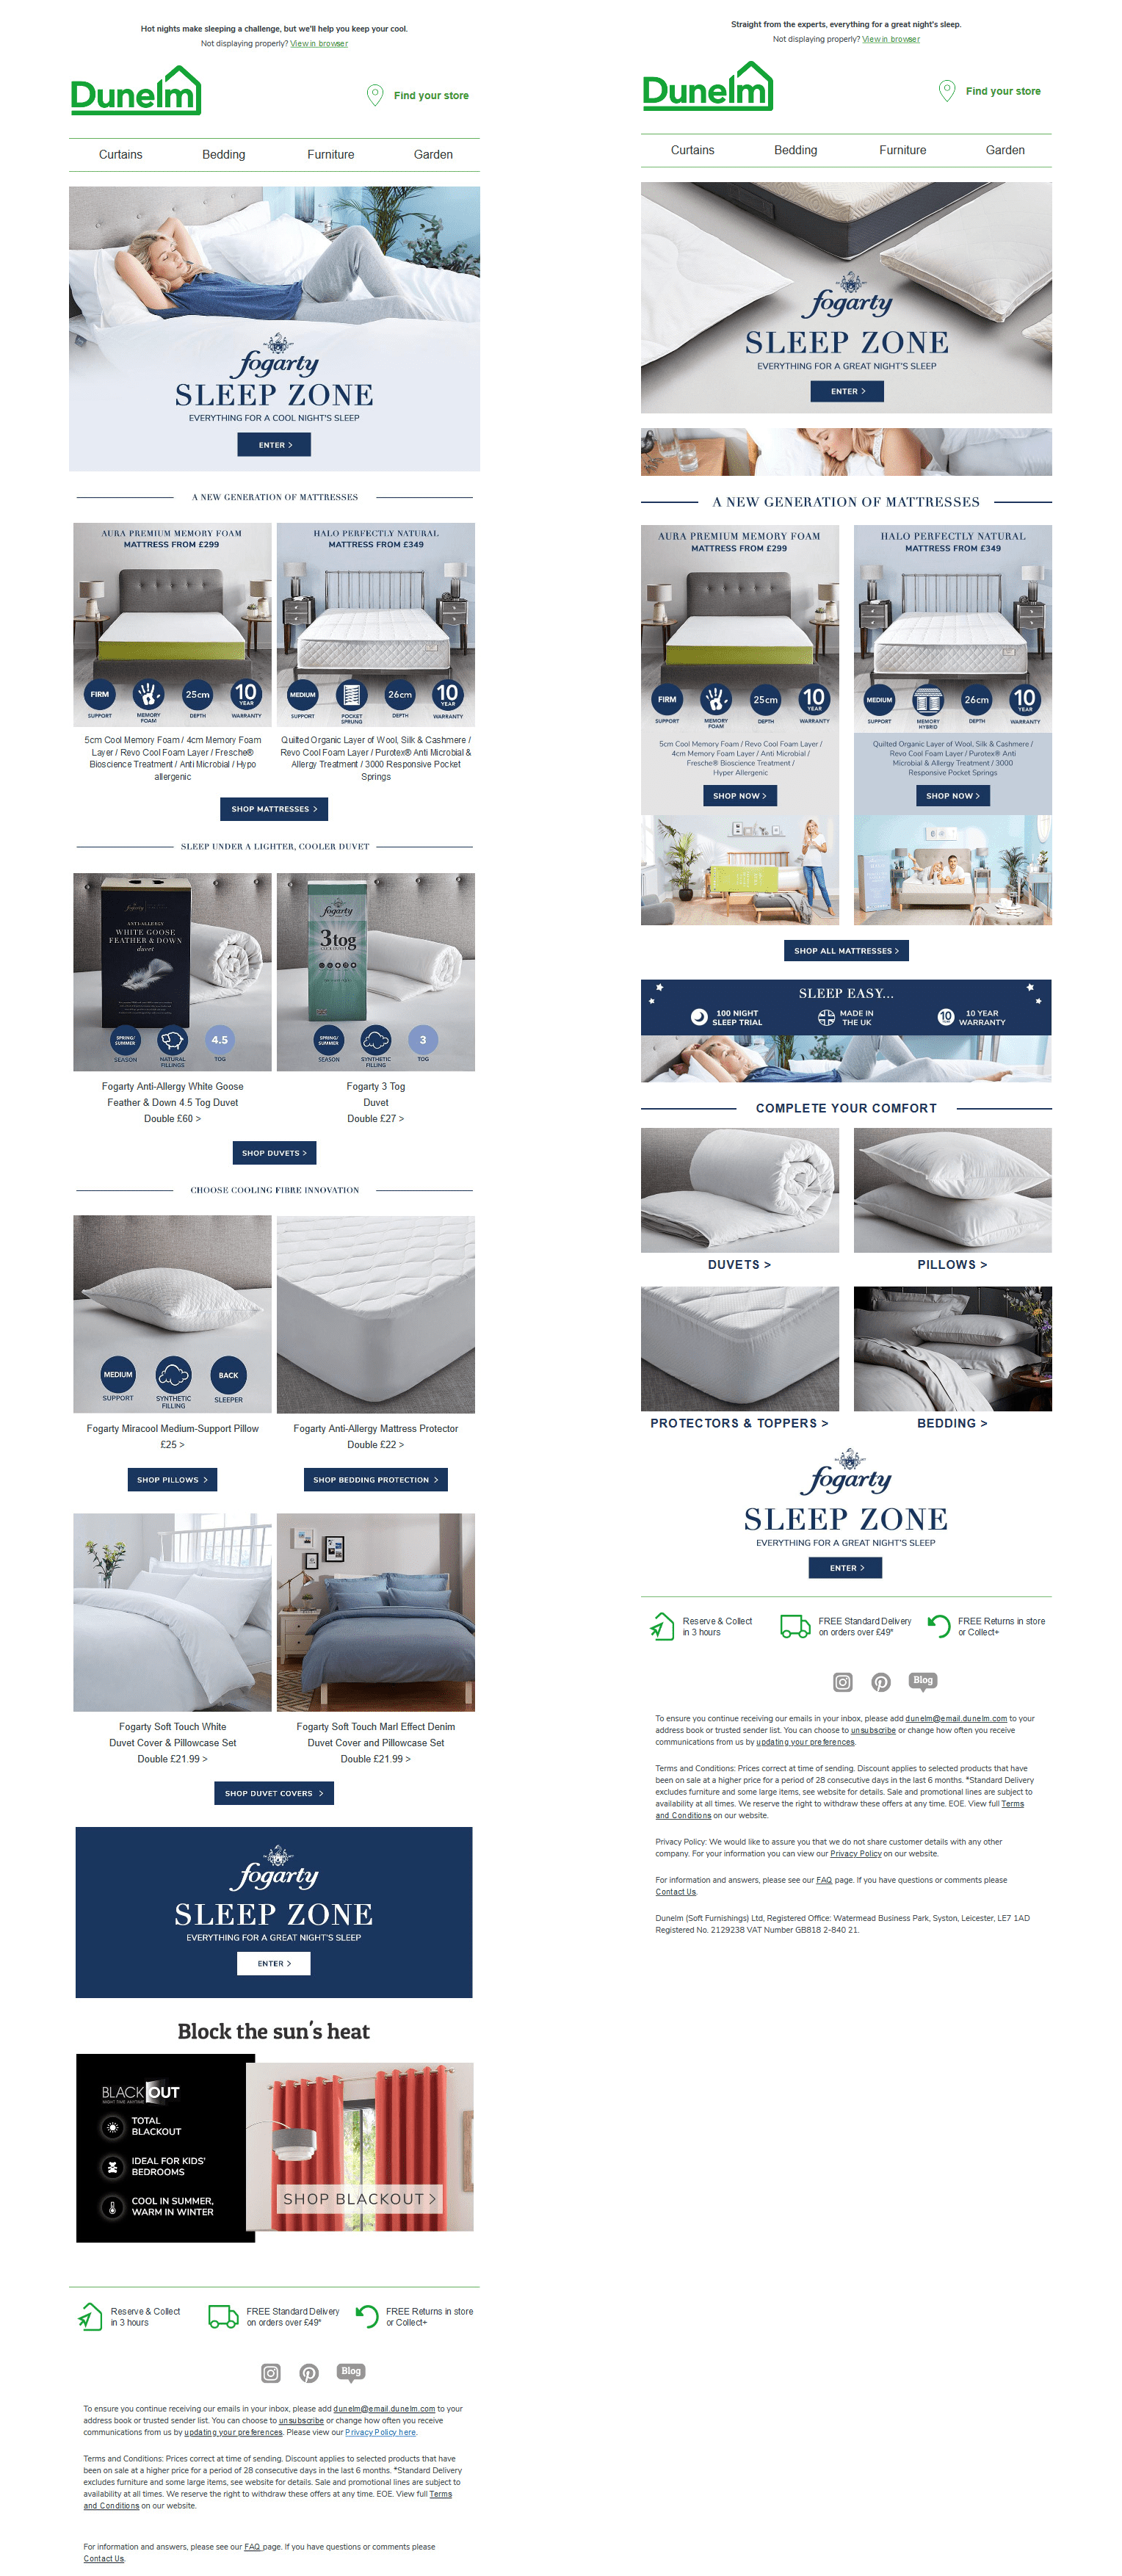 Hot nights make sleeping a challenge, but we'll help you keep your cool.
Not displaying properly? View in browser
Dunelm
Find your store
Curtains Bedding Furniture Garden
fogarty
SLEEP ZONE
EVERYTHING FOR A COOL NIGHT'S SLEEP
ENTER >
A NEW GENERATION OF MATTRESSES
AURA PREMIUM MEMORY FOAM
MATTRESS FROM £299
FIRM
SUPPORT
MEMORY
FOAM
25cm
DEPTH
10
YEAR
WARRANTY
HALO PERFECTLY NATURAL
MATTRESS FROM £349
MEDIUM
SUPPORT
POCKET
SPRUNG
26cm
DEPTH
10
YEAR
WARRANTY
5cm Cool Memory Foam / 4cm Memory Foam
Layer / Revo Cool Foam Layer / Fresche®
Bioscience Treatment / Anti Microbial / Hypo
allergenic
Quilted Organic Layer of Wool, Silk & Cashmere /
Revo Cool Foam Layer / Purotex® Anti Microbial &
Allergy Treatment / 3000 Responsive Pocket
Springs
SHOP MATTRESSES >
SLEEP UNDER A LIGHTER, COOLER DUVET
fogarty
ANTI-ALLERGY
WHITE GOOSE
FEATHER & DOWN
duvet
SPRING/
SUMMER
SEASON
NATURAL
FILLINGS
4.5
TOG
fogarty
3tog
SPRING/
SUMMER
SEASON
SYNTHETIC
FILLING
3
TOG
Fogarty Anti-Allergy White Goose
Feather & Down 4.5 Tog Duvet
Double £60 >
Fogarty 3 Tog
Duvet
Double £27 >
SHOP DUVETS >
CHOOSE COOLING FIBRE INNOVATION
MEDIUM
SUPPORT
SYNTHETIC
FILLING
BACK
SLEEPER
Fogarty Miracool Medium-Support Pillow
£25 >
Fogarty Anti-Allergy Mattress Protector
Double £22 >
SHOP PILLOWS >
SHOP BEDDING PROTECTION >
Fogarty Soft Touch White
Duvet Cover & Pillowcase Set
Double £21.99 >
Fogarty Soft Touch Marl Effect Denim
Duvet Cover and Pillowcase Set
Double £21.99 >
SHOP DUVET COVERS >
fogarty
SLEEP ZONE
EVERYTHING FOR A GREAT NIGHT'S SLEEP
ENTER >
Block the sun's heat
BLACKOUT
NIGHT TIME ANYTIME
TOTAL
BLACKOUT
IDEAL FOR KIDS'
BEDROOMS
COOL IN SUMMER,
WARM IN WINTER
SHOP BLACKOUT >
Reserve & Collect
in 3 hours
FREE Standard Delivery
on orders over £49*
FREE Returns in store
or Collect+
Blog
To ensure you continue receiving our emails in your inbox, please add dunelm@email.dunelm.com to your
address book or trusted sender list. You can choose to unsubscribe or change how often you receive
communications from us by updating your preferences. Please view our Privacy Policy here.
Terms and Conditions: Prices correct at time of sending. Discount applies to selected products that have
been on sale at a higher price for a period of 28 consecutive days in the last 6 months. *Standard Delivery
excludes furniture and some large items, see website for details. Sale and promotional lines are subject to
availability at all times. We reserve the right to withdraw these offers at any time. EOE. View full Terms
and Conditions on our website.
For information and answers, please see our FAQ page. If you have questions or comments please
Contact Us.
Straight from the experts, everything for a great night's sleep.
Not displaying properly? View in browser
Dunelm
Find your store
Curtains Bedding Furniture Garden
fogarty
SLEEP ZONE
EVERYTHING FOR A GREAT NIGHT'S SLEEP
ENTER >
A NEW GENERATION OF MATTRESSES
AURA PREMIUM MEMORY FOAM
MATTRESS FROM £299
FIRM
SUPPORT
MEMORY
FOAM
25cm
DEPTH
10
YEAR
WARRANTY
5cm Cool Memory Foam / Revo Cool Foam Layer /
4cm Memory Foam Layer / Anti Microbial /
Fresche® Bioscience Treatment /
Hyper Allergenic
SHOP NOW >
HALO PERFECTLY NATURAL
MATTRESS FROM £349
MEDIUM
SUPPORT
MEMORY
HYBRID
26cm
DEPTH
10
YEAR
WARRANTY
Quilted Organic Layer of Wool, Silk & Cashmere /
Revo Cool Foam Layer / Purotex® Anti
Microbial & Allergy Treatment / 3000
Responsive Pocket Springs
SHOP NOW >
SHOP ALL MATTRESSES >
SLEEP EASY...
100 NIGHT
SLEEP TRIAL
MADE IN
THE UK
10
10 YEAR
WARRANTY
COMPLETE YOUR COMFORT
DUVETS >
PILLOWS >
PROTECTORS & TOPPERS >
BEDDING >
fogarty
SLEEP ZONE
EVERYTHING FOR A GREAT NIGHT'S SLEEP
ENTER >
Reserve & Collect
in 3 hours
FREE Standard Delivery
on orders over £49*
FREE Returns in store
or Collect+
Blog
To ensure you continue receiving our emails in your inbox, please add dunelm@email.dunelm.com to your
address book or trusted sender list. You can choose to unsubscribe or change how often you receive
communications from us by updating your preferences.
Terms and Conditions: Prices correct at time of sending. Discount applies to selected products that have
been on sale at a higher price for a period of 28 consecutive days in the last 6 months. *Standard Delivery
excludes furniture and some large items, see website for details. Sale and promotional lines are subject to
availability at all times. We reserve the right to withdraw these offers at any time. EOE. View full Terms
and Conditions on our website.
Privacy Policy: We would like to assure you that we do not share customer details with any other
company. For your information you can view our Privacy Policy on our website.
For information and answers, please see our FAQ page. If you have questions or comments please
Contact Us.
Dunelm (Soft Furnishings) Ltd, Registered Office: Watermead Business Park, Syston, Leicester, LE7 1AD
Registered No. 2129238 VAT Number GB818 2-840 21.